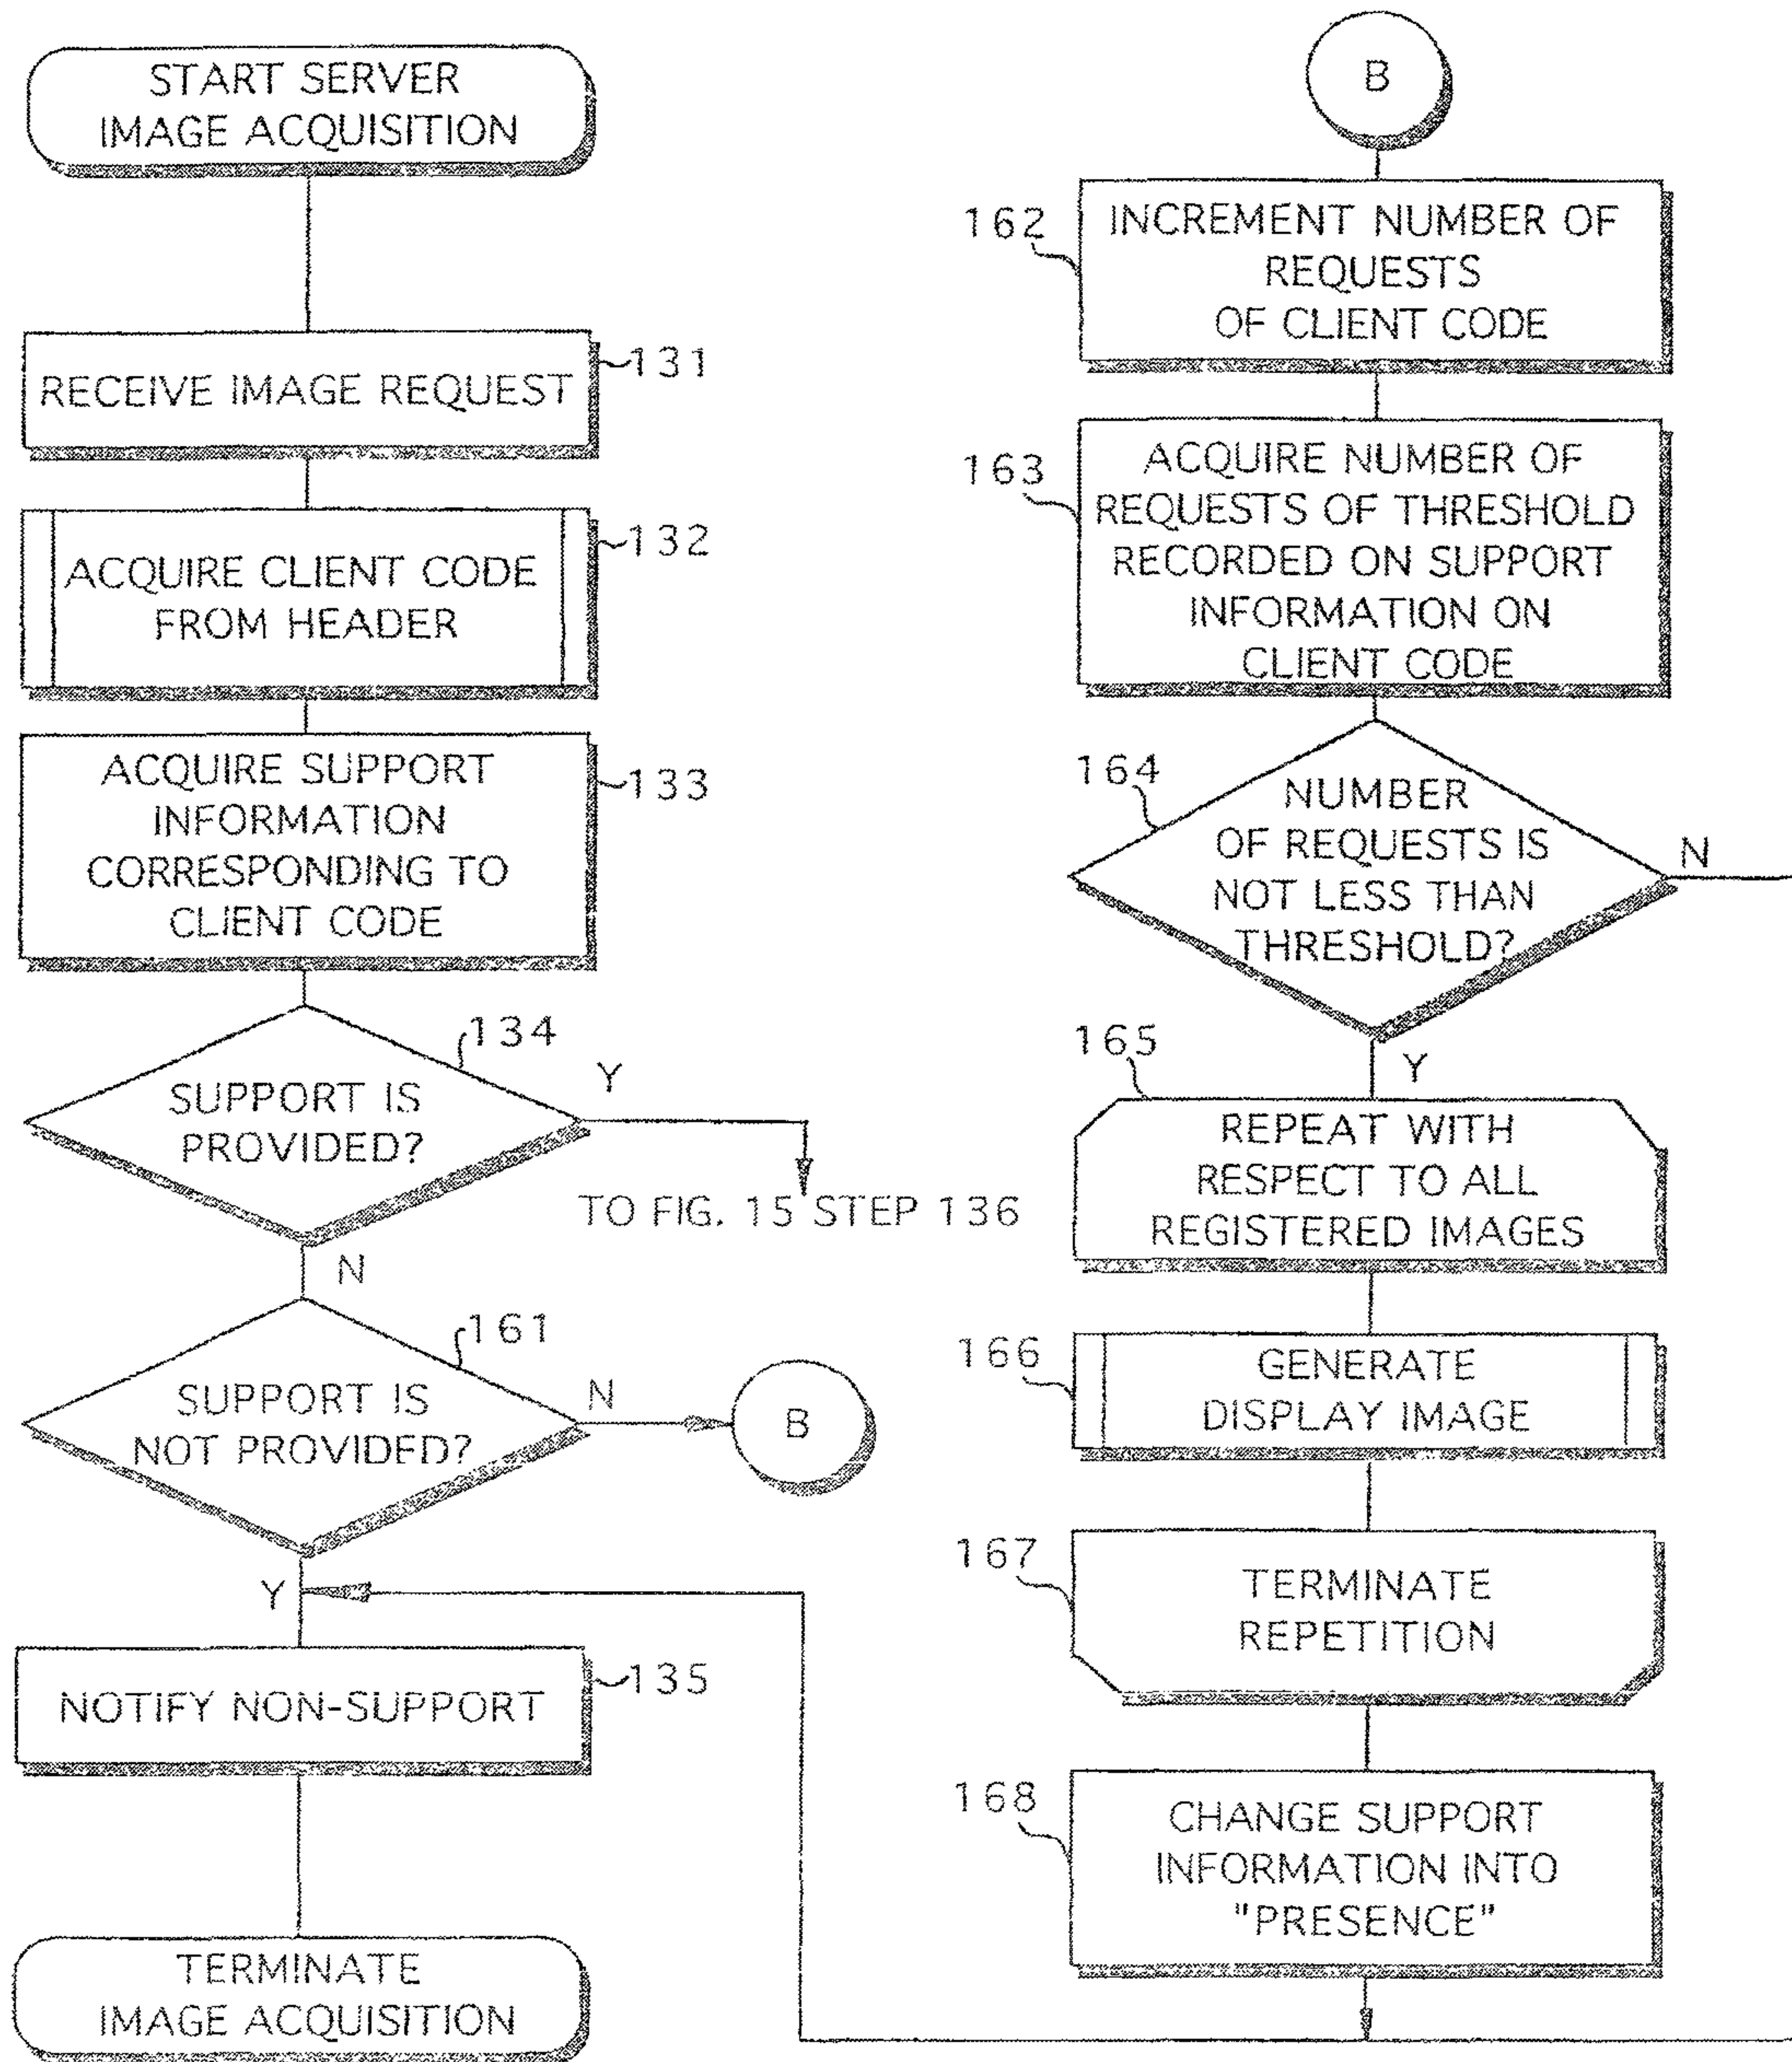 START SERVER
IMAGE ACQUISITION
RECEIVE IMAGE REQUEST
131
ACQUIRE CLIENT CODE
FROM HEADER
132
ACQUIRE SUPPORT
INFORMATION
CORRESPONDING TO
CLIENT CODE
133
134
SUPPORT IS
PROVIDED?
Y
TO FIG. 15 STEP 136
N
161
SUPPORT IS
NOT PROVIDED?
N
B
Y
NOTIFY NON-SUPPORT
135
TERMINATE
IMAGE ACQUISITION
B
162
INCREMENT NUMBER OF
REQUESTS
OF CLIENT CODE
163
ACQUIRE NUMBER OF
REQUESTS OF THRESHOLD
RECORDED ON SUPPORT
INFORMATION ON
CLIENT CODE
164
NUMBER
OF REQUESTS IS
NOT LESS THAN
THRESHOLD?
N
Y
165
REPEAT WITH
RESPECT TO ALL
REGISTERED IMAGES
166
GENERATE
DISPLAY IMAGE
167
TERMINATE
REPETITION
168
CHANGE SUPPORT
INFORMATION INTO
"PRESENCE"